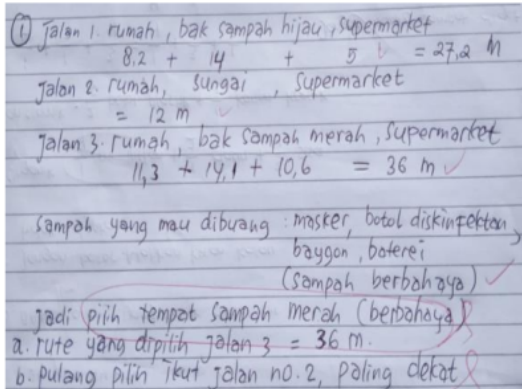 ① Jalan 1. rumah, bak sampah hijau, supermarket
8,2 + 14 + 5 = 27,2 m
Jalan 2. rumah, sungai, supermarket
= 12 m
Jalan 3. rumah, bak sampah merah, supermarket
11,3 + 14,1 + 10,6 = 36 m
sampah yang mau dibuang : masker, botol diskinfektan,
baygon, baterei
(sampah berbahaya)
Jadi pilih tempat sampah merah (berbahaya)
a. rute yang dipilih jalan 3 = 36 m.
b. pulang pilih ikut jalan no. 2, paling dekat